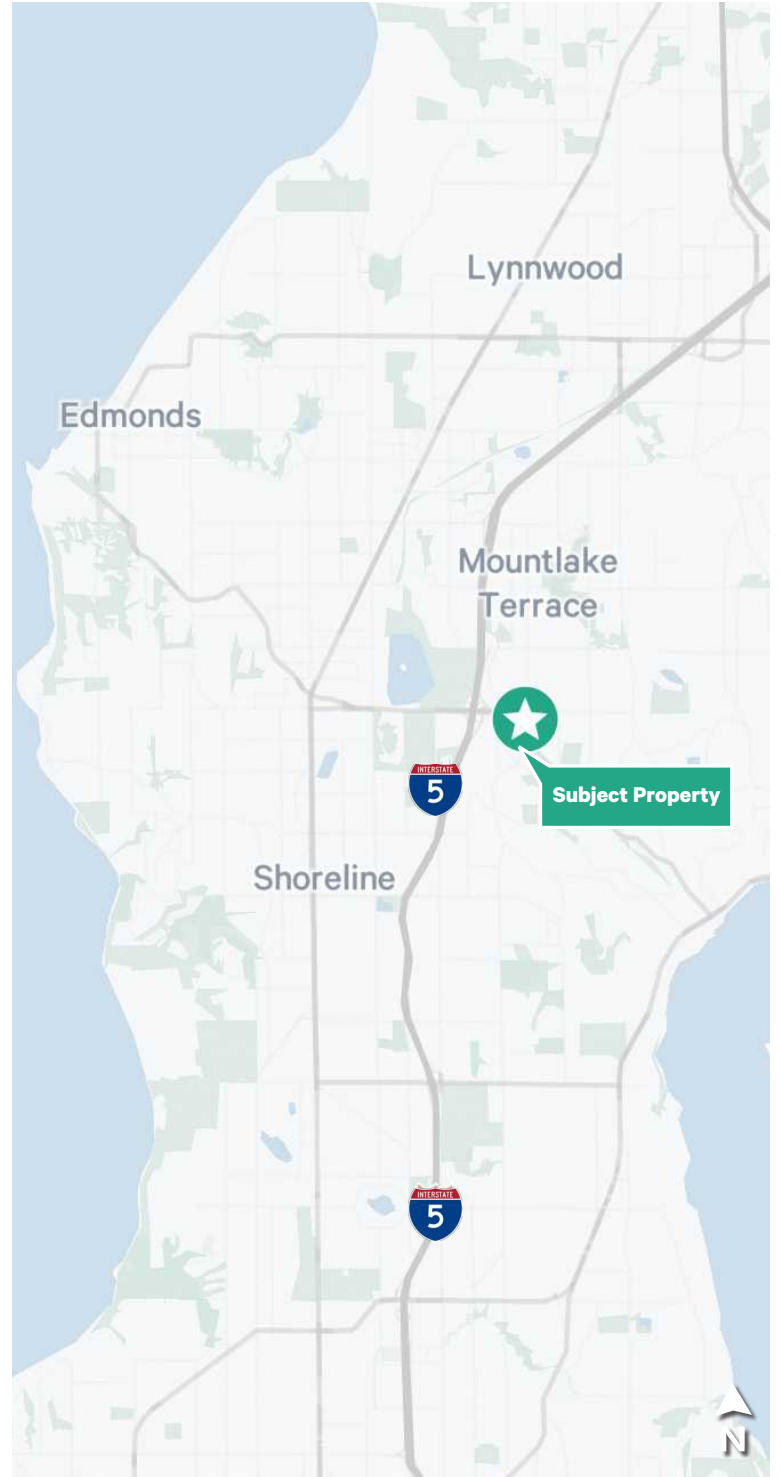 Lynnwood
Edmonds
Mountlake
Terrace
INTERSTATE
5
Subject Property
Shoreline
INTERSTATE
5
N